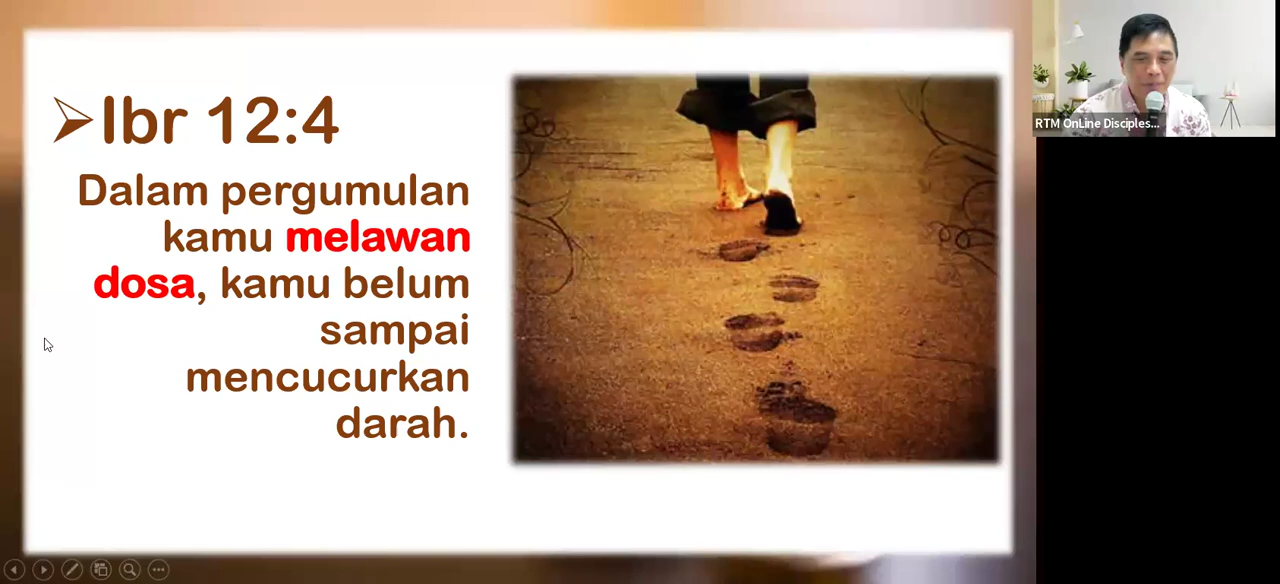 Ibr 12:4
Dalam pergumulan
kamu melawan
dosa, kamu belum
sampai
mencucurkan
darah.
RTM OnLine Disciples...